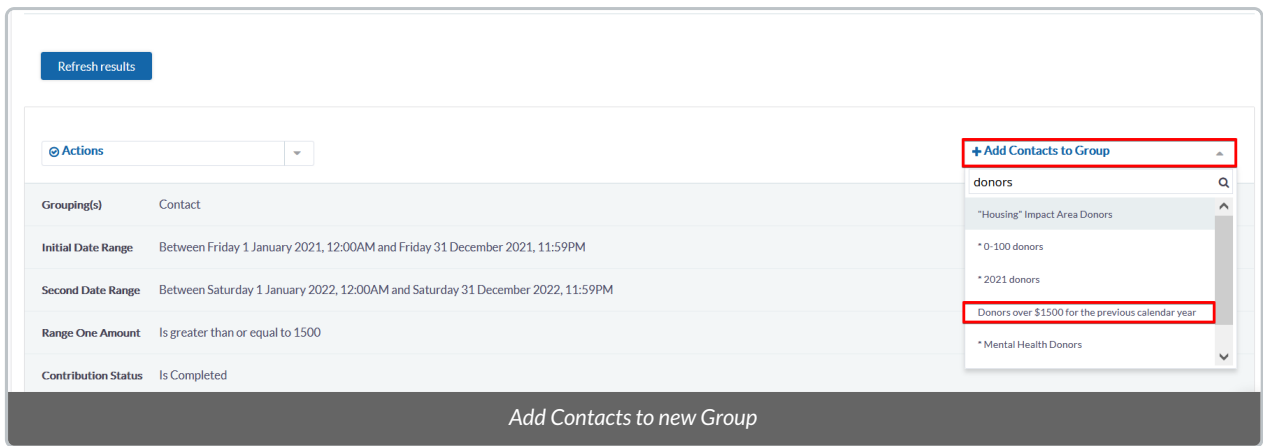 Refresh results
Actions
Add Contacts to Group
donors
"Housing" Impact Area Donors
* 0-100 donors
* 2021 donors
Donors over $1500 for the previous calendar year
* Mental Health Donors
Grouping(s) Contact
Initial Date Range Between Friday 1 January 2021, 12:00AM and Friday 31 December 2021, 11:59PM
Second Date Range Between Saturday 1 January 2022, 12:00AM and Saturday 31 December 2022, 11:59PM
Range One Amount Is greater than or equal to 1500
Contribution Status Is Completed
Add Contacts to new Group